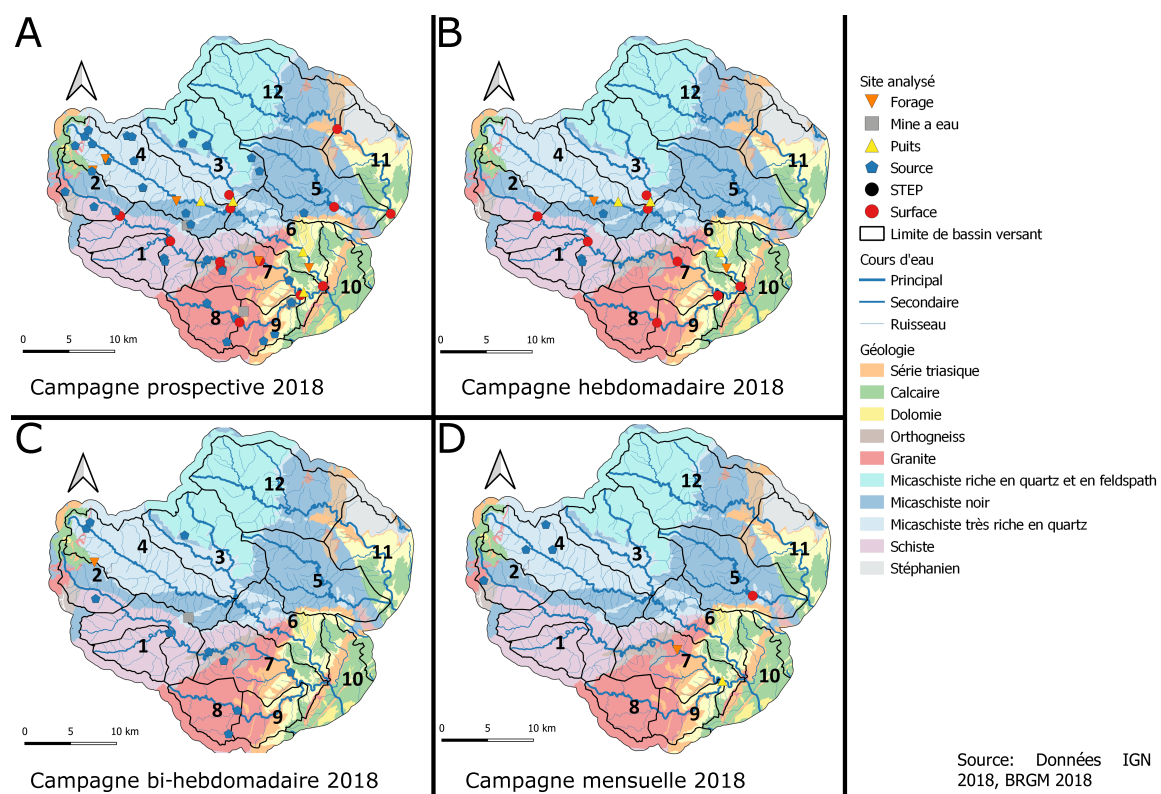 A
12
4
2
3
11
5
1
6
7
10
8
9
0 5 10 km
Campagne prospective 2018
B
12
4
2
3
11
5
1
6
7
10
8
9
0 5 10 km
Campagne hebdomadaire 2018
C
12
4
2
3
11
5
1
6
7
10
8
9
0 5 10 km
Campagne bi-hebdomadaire 2018
D
12
4
2
3
11
5
1
6
7
10
8
9
0 5 10 km
Campagne mensuelle 2018
Site analysé
Forage
Mine a eau
Puits
Source
STEP
Surface
Limite de bassin versant
Cours d'eau
Principal
Secondaire
Ruisseau
Géologie
Série triasique
Calcaire
Dolomie
Orthogneiss
Granite
Micaschiste riche en quartz et en feldspath
Micaschiste noir
Micaschiste très riche en quartz
Schiste
Stéphanien
Source: Données IGN
2018, BRGM 2018